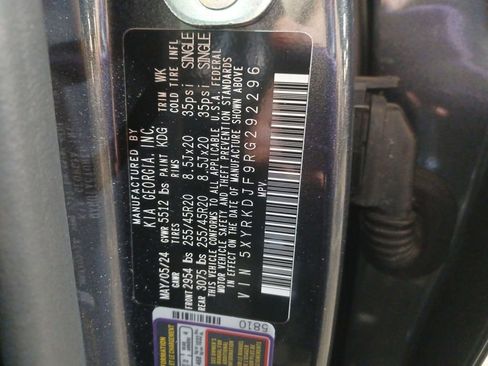 MANUFACTURED BY
KIA GEORGIA, INC.
MAY/05/24 GVWR 5512 lbs PAINT KDG TRIM WK
GAWR TIRES RIMS COLD TIRE INFL
FRONT 2954 lbs 255/45R20 8.5Jx20 35psi SINGLE
REAR 3075 lbs 255/45R20 8.5Jx20 35psi SINGLE
THIS VEHICLE CONFORMS TO ALL APPLICABLE U.S.A. FEDERAL
MOTOR VEHICLE SAFETY AND THEFT PREVENTION STANDARDS
IN EFFECT ON THE DATE OF MANUFACTURE SHOWN ABOVE
VIN 5XYRKDJF9RG292296
MPV
5810